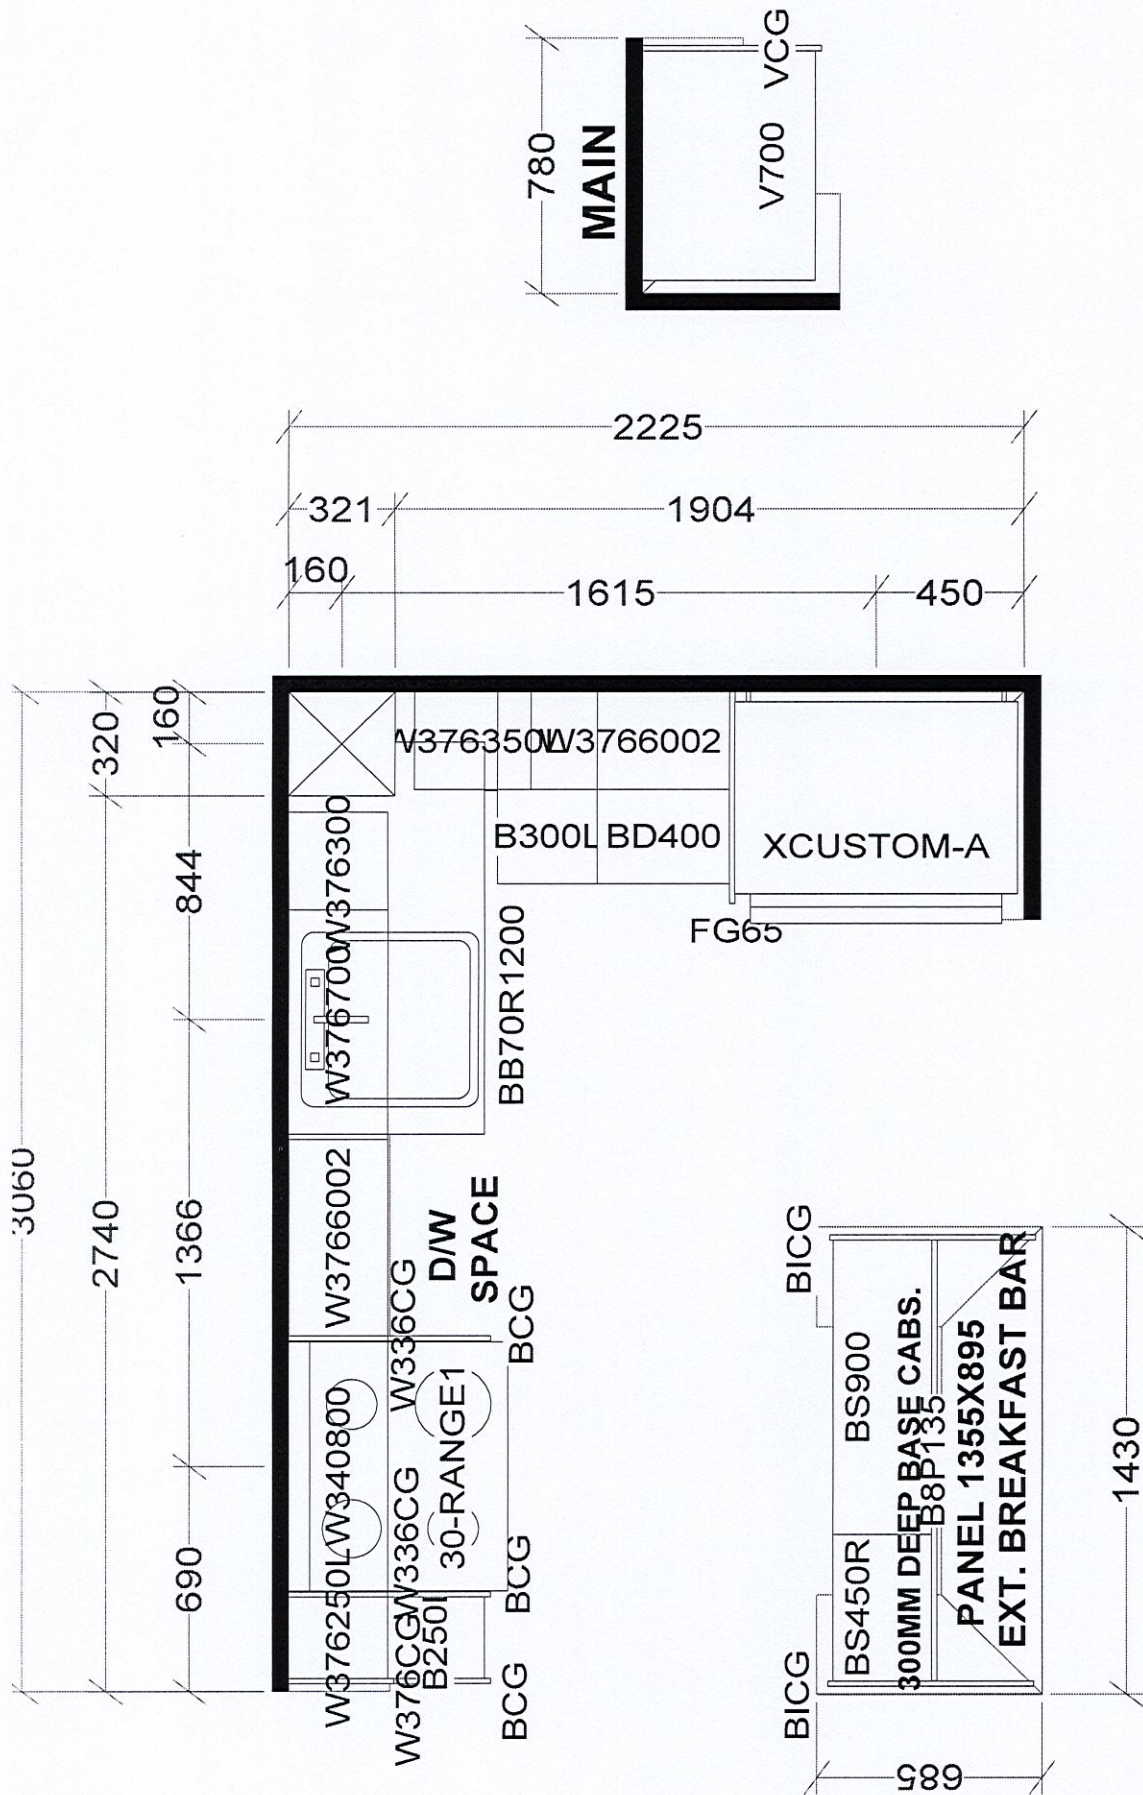 VCG
V700
780
MAIN
2225
321
1904
160
1615
450
160
320
844
3060
2740
1366
690
W376350L
W3766002
B300L
BD400
XCUSTOM-A
FG65
W376300
W376700
BB70R1200
W3766002
D/W
SPACE
W336CG
BCG
W340800
30-RANGE1
W336CG
BCG
W376250L
W376CG
BCG
BICG
BS900
BS450R
300MM DEEP BASE CABS.
B8P135
PANEL 1355X895
EXT. BREAKFAST BAR
BICG
1430
685